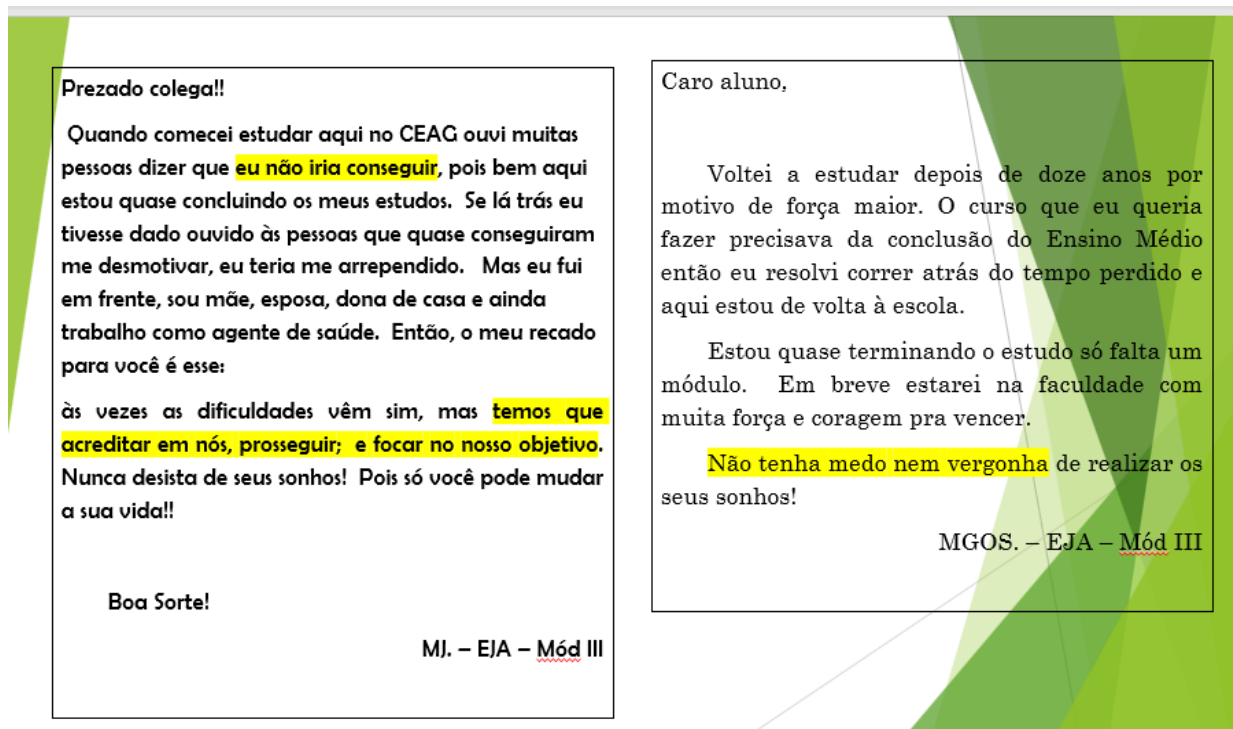 Prezado colega!!
Quando comecei estudar aqui no CEAG ouvi muitas
pessoas dizer que eu não iria conseguir, pois bem aqui
estou quase concluindo os meus estudos. Se lá trás eu
tivesse dado ouvido às pessoas que quase conseguiram
me desmotivar, eu teria me arrependido. Mas eu fui
em frente, sou mãe, esposa, dona de casa e ainda
trabalho como agente de saúde. Então, o meu recado
para você é esse:
às vezes as dificuldades vêm sim, mas temos que
acreditar em nós, prosseguir; e focar no nosso objetivo.
Nunca desista de seus sonhos! Pois só você pode mudar
a sua vida!!
Boa Sorte!
MJ. – EJA – Mód III
Caro aluno,
Voltei a estudar depois de doze anos por
motivo de força maior. O curso que eu queria
fazer precisava da conclusão do Ensino Médio
então eu resolvi correr atrás do tempo perdido e
aqui estou de volta à escola.
Estou quase terminando o estudo só falta um
módulo. Em breve estarei na faculdade com
muita força e coragem pra vencer.
Não tenha medo nem vergonha de realizar os
seus sonhos!
MGOS. – EJA – Mód III